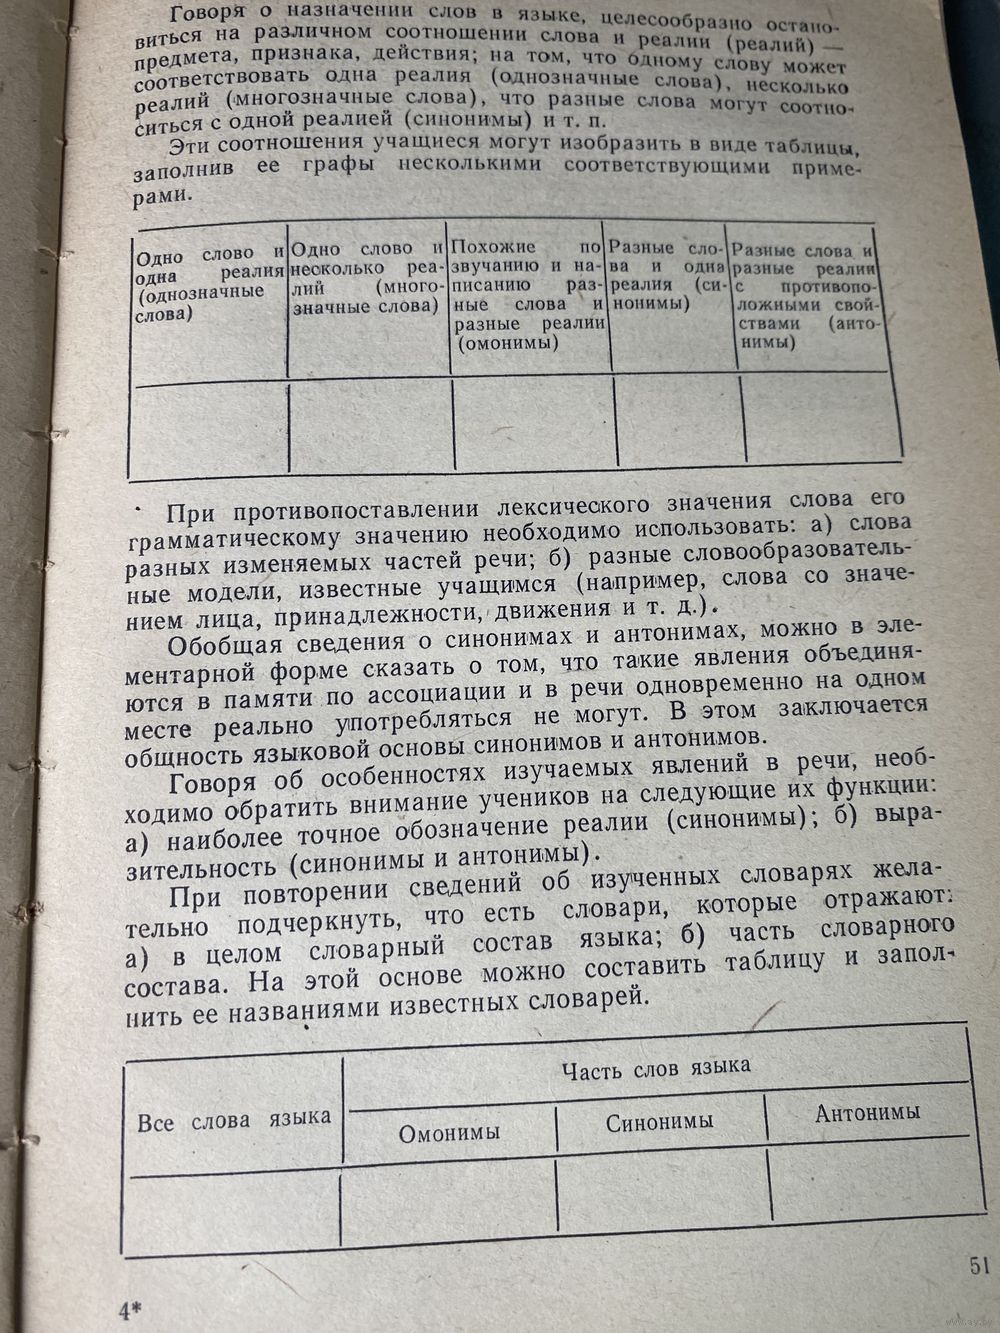 Говоря о назначении слов в языке, целесообразно остано-
виться на различном соотношении слова и реалии (реалий) —
предмета, признака, действия; на том, что одному слову может
соответствовать одна реалия (однозначные слова), несколько
реалий (многозначные слова), что разные слова могут соотно-
ситься с одной реалией (синонимы) и т. п.
Эти соотношения учащиеся могут изобразить в виде таблицы,
заполнив ее графы несколькими соответствующими приме-
рами.
Одно слово и
одна реалия
(однозначные
слова)
Одно слово и
несколько реа-
лий (много-
значные слова)
Похожие по
звучанию и на-
писанию раз-
ные слова и
разные реалии
(омонимы)
Разные сло-
ва и одна
реалия (си-
нонимы)
Разные слова и
разные реалии
с противопо-
ложными свой-
ствами (анто-
нимы)
При противопоставлении лексического значения слова его
грамматическому значению необходимо использовать: а) слова
разных изменяемых частей речи; б) разные словообразователь-
ные модели, известные учащимся (например, слова со значе-
нием лица, принадлежности, движения и т. д.).
Обобщая сведения о синонимах и антонимах, можно в эле-
ментарной форме сказать о том, что такие явления объединя-
ются в памяти по ассоциации и в речи одновременно на одном
месте реально употребляться не могут. В этом заключается
общность языковой основы синонимов и антонимов.
Говоря об особенностях изучаемых явлений в речи, необ-
ходимо обратить внимание учеников на следующие их функции:
а) наиболее точное обозначение реалии (синонимы); б) выра-
зительность (синонимы и антонимы).
При повторении сведений об изученных словарях жела-
тельно подчеркнуть, что есть словари, которые отражают:
а) в целом словарный состав языка; б) часть словарного
состава. На этой основе можно составить таблицу и запол-
нить ее названиями известных словарей.
Все слова языка
Часть слов языка
Омонимы
Синонимы
Антонимы
51
4*